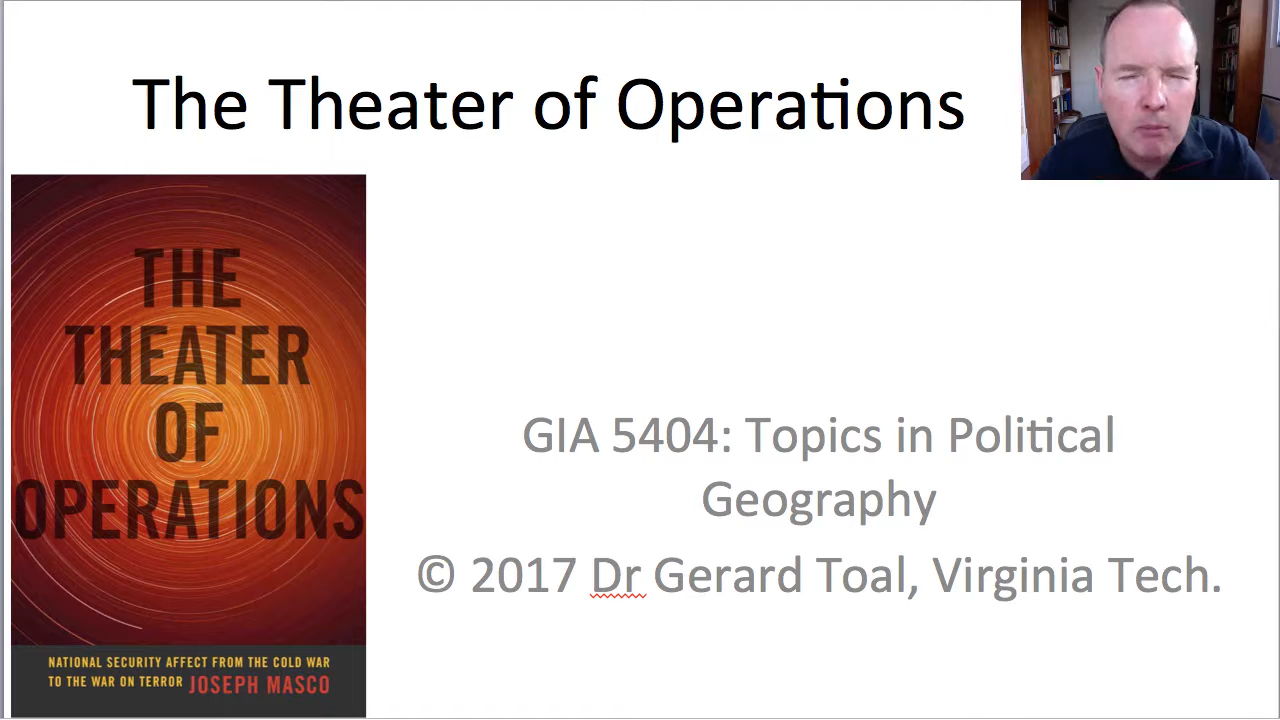 The Theater of Operations
THE
THEATER
OF
OPERATIONS
NATIONAL SECURITY AFFECT FROM THE COLD WAR
TO THE WAR ON TERROR JOSEPH MASCO
GIA 5404: Topics in Political
Geography
© 2017 Dr Gerard Toal, Virginia Tech.